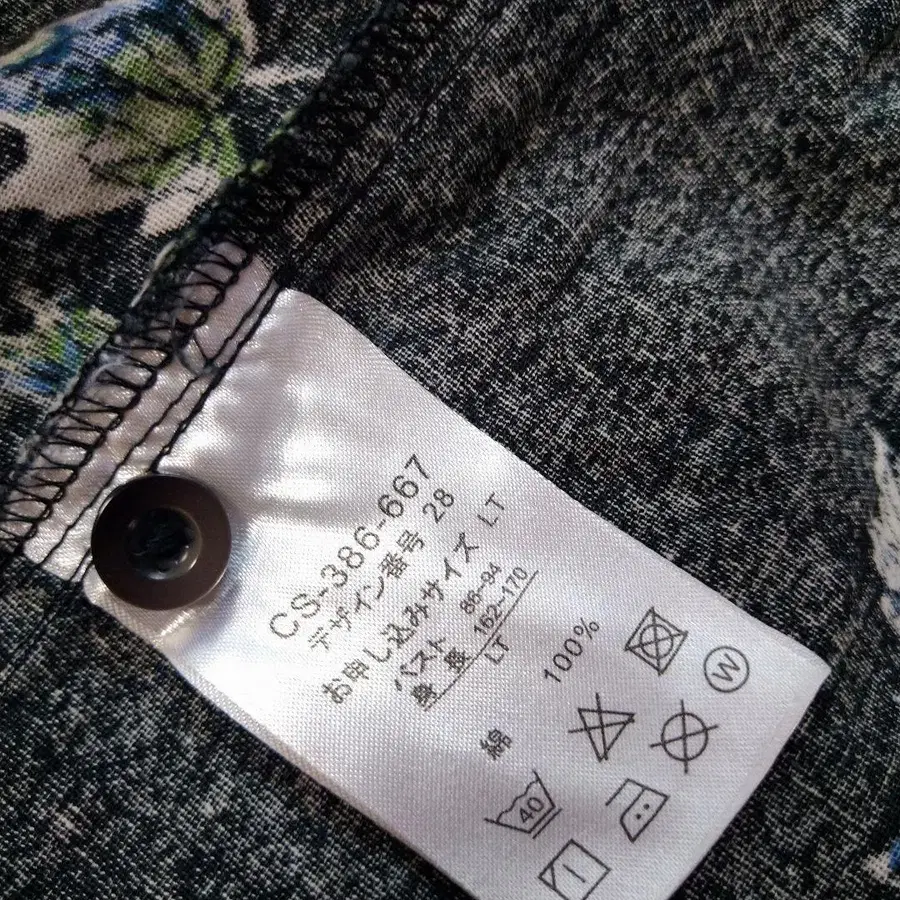 CS-386-667
デザイン番号 28
お申し込みサイズ LT
バスト 86~94
身長 162~170
LT
綿 100%
40
W